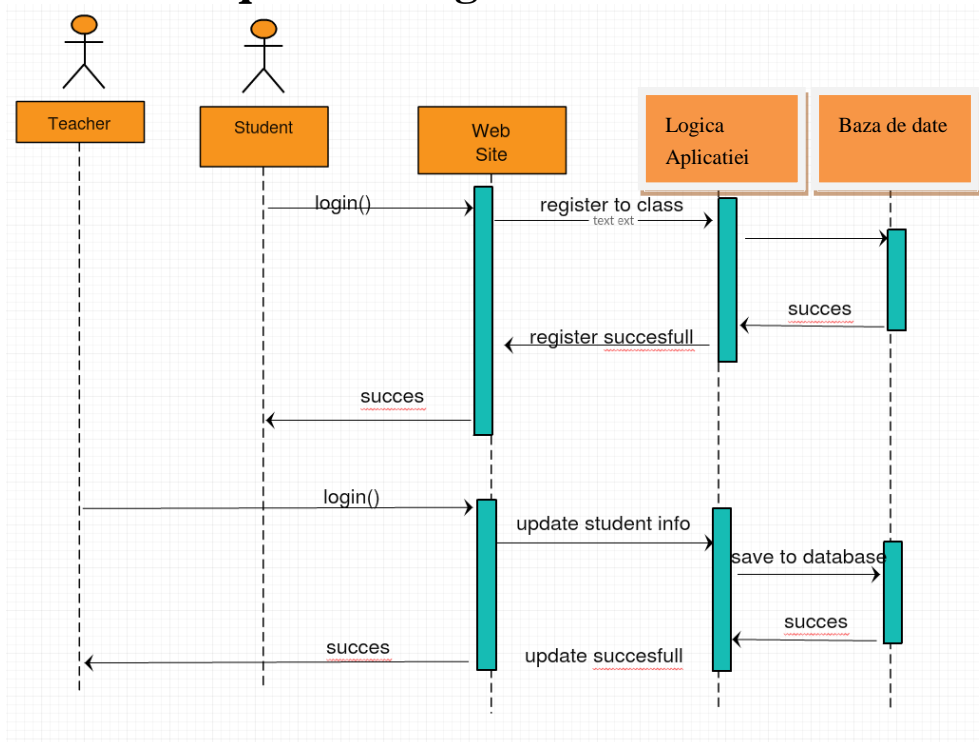 Teacher
Student
Web
Site
Logica
Aplicatiei
Baza de date
login()
register to class
text ext
succes
register succesfull
succes
login()
update student info
save to database
succes
succes
update succesfull